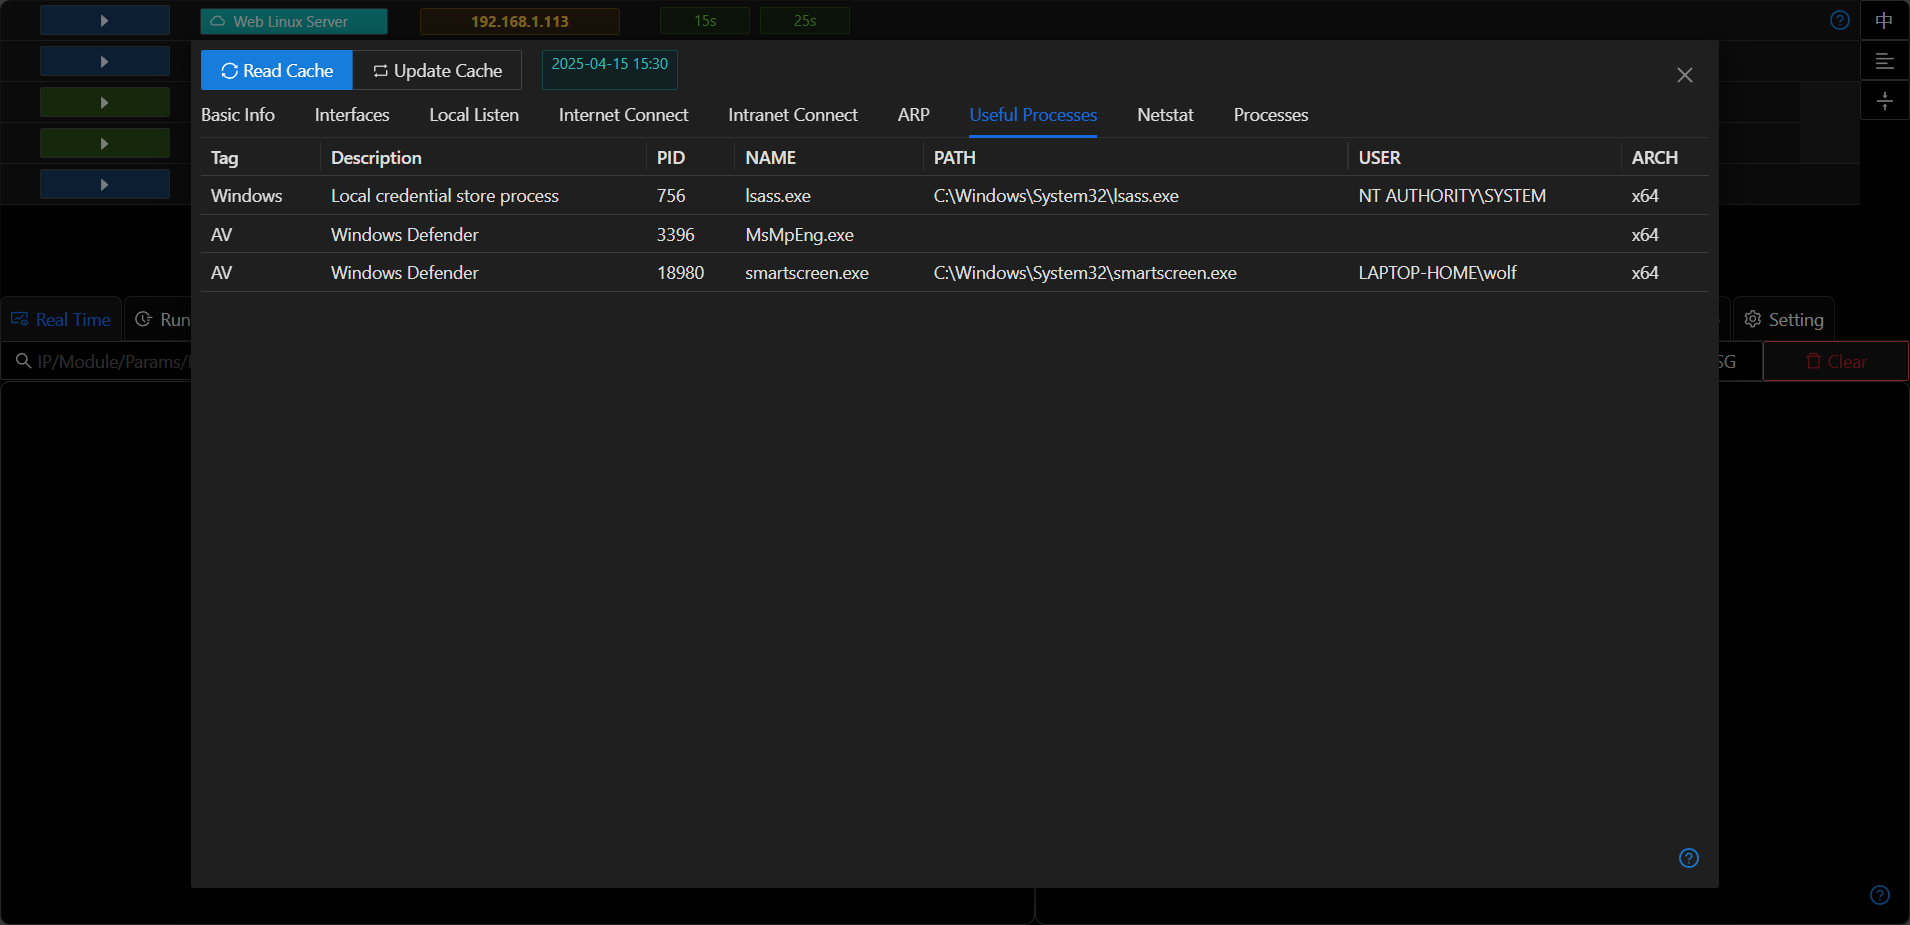 Web Linux Server 192.168.1.113 15s 25s 中
Read Cache Update Cache 2025-04-15 15:30
Basic Info Interfaces Local Listen Internet Connect Intranet Connect ARP Useful Processes Netstat Processes
Tag Description PID NAME PATH USER ARCH
Windows Local credential store process 756 lsass.exe C:\Windows\System32\lsass.exe NT AUTHORITY\SYSTEM x64
AV Windows Defender 3396 MsMpEng.exe x64
AV Windows Defender 18980 smartscreen.exe C:\Windows\System32\smartscreen.exe LAPTOP-HOME\wolf x64
Real Time Run Setting
IP/Module/Params/ SG Clear